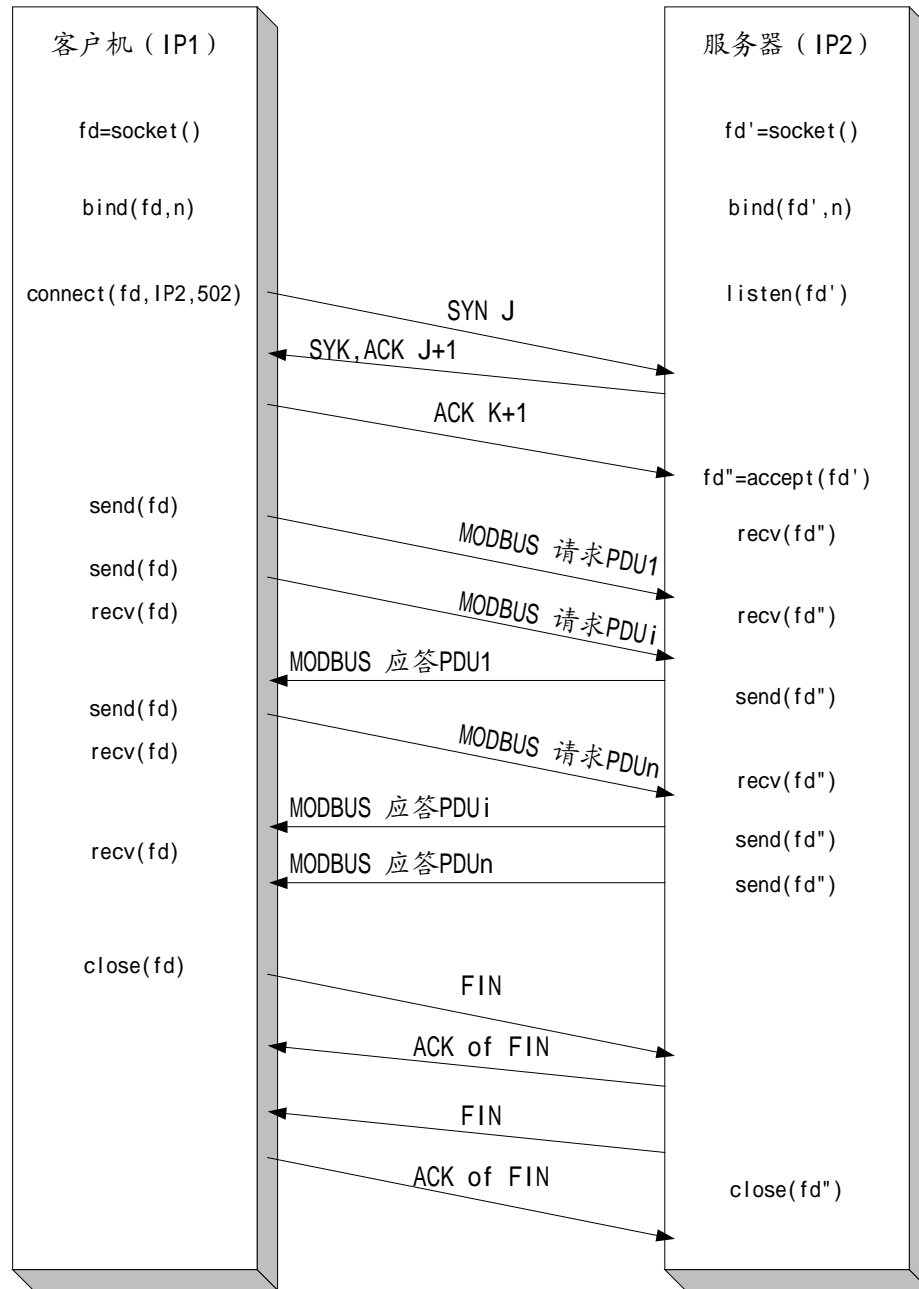 客户机（IP1）
服务器（IP2）
fd=socket()
fd'=socket()
bind(fd,n)
bind(fd',n)
connect(fd,IP2,502)
listen(fd')
SYN J
SYK,ACK J+1
ACK K+1
fd"=accept(fd')
send(fd)
recv(fd")
MODBUS 请求PDU1
send(fd)
recv(fd)
MODBUS 请求PDUi
recv(fd")
MODBUS 应答PDU1
send(fd")
send(fd)
recv(fd)
MODBUS 请求PDUn
recv(fd")
MODBUS 应答PDUi
send(fd")
recv(fd)
MODBUS 应答PDUn
send(fd")
close(fd)
FIN
ACK of FIN
FIN
ACK of FIN
close(fd")